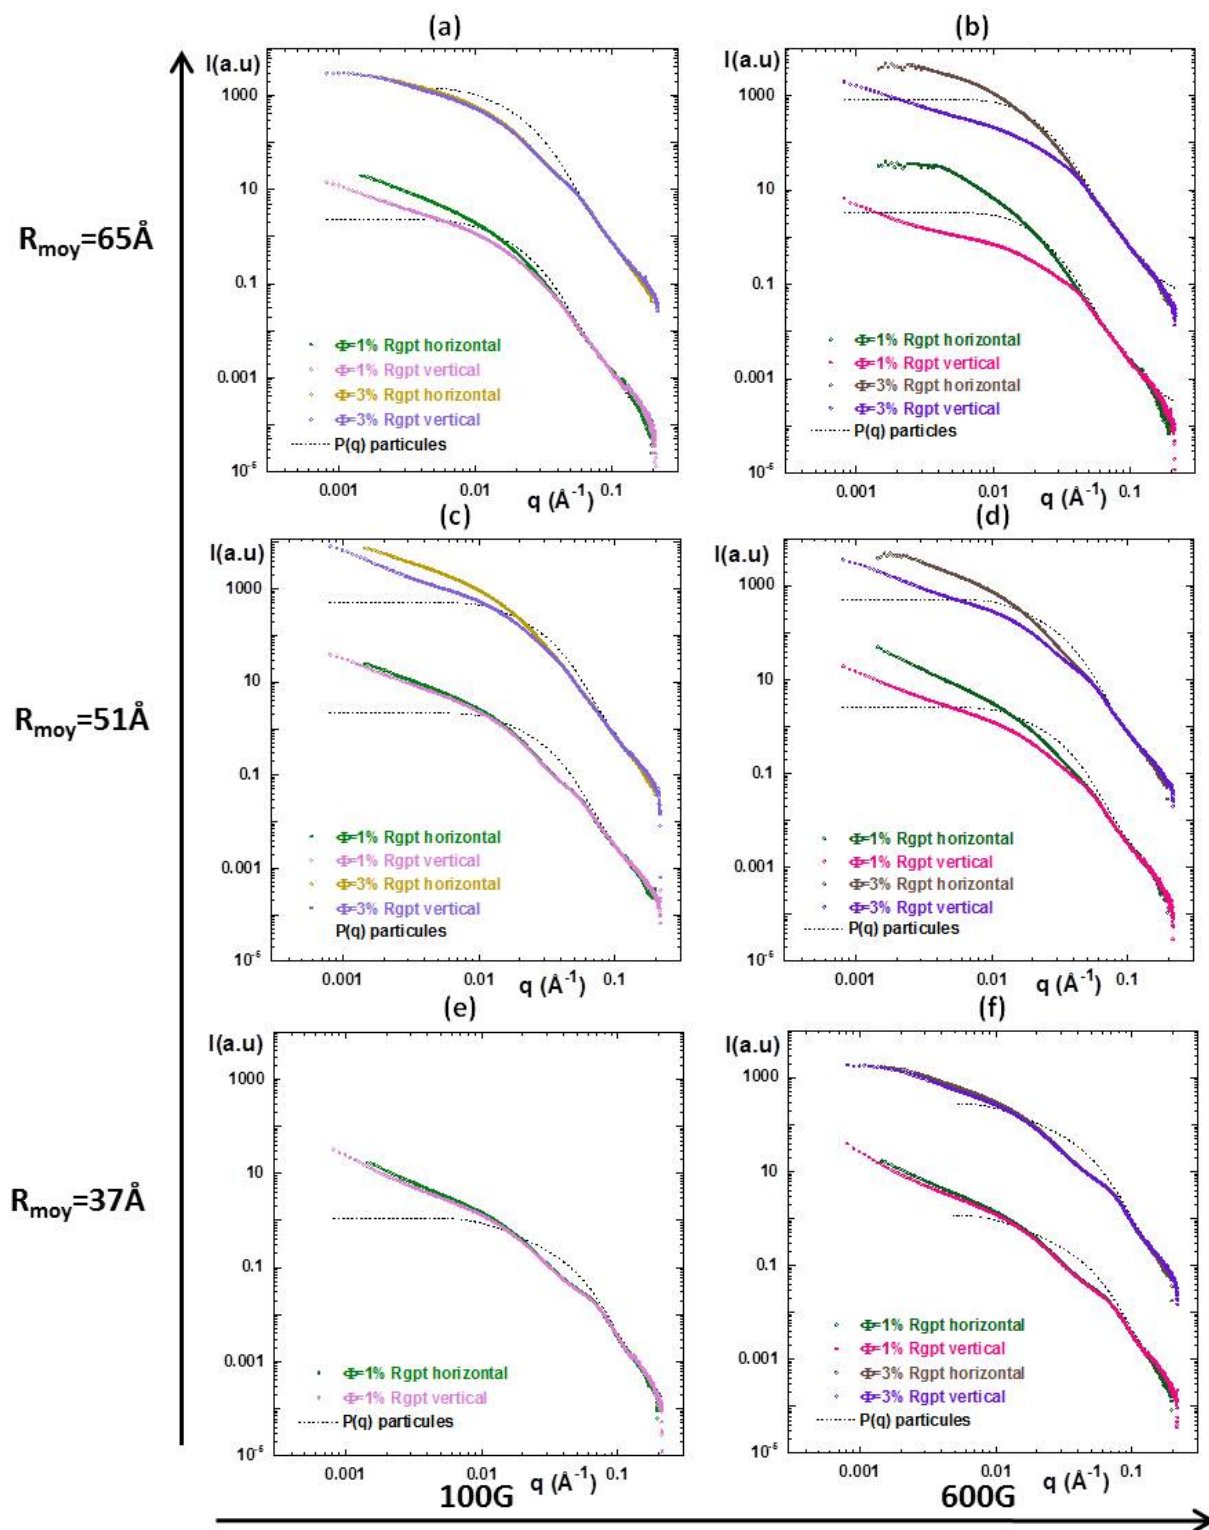 (a)
I(a.u)
1000
10
0.1
0.001
10⁻⁵
Φ=1% Rgpt horizontal
Φ=1% Rgpt vertical
Φ=3% Rgpt horizontal
Φ=3% Rgpt vertical
P(q) particules
0.001
0.01
0.1
q (Å⁻¹)
(b)
I(a.u)
1000
10
0.1
0.001
10⁻⁵
Φ=1% Rgpt horizontal
Φ=1% Rgpt vertical
Φ=3% Rgpt horizontal
Φ=3% Rgpt vertical
P(q) particles
0.001
0.01
0.1
q (Å⁻¹)
Rmoy=65Å
(c)
I(a.u)
1000
10
0.1
0.001
10⁻⁵
Φ=1% Rgpt horizontal
Φ=1% Rgpt vertical
Φ=3% Rgpt horizontal
Φ=3% Rgpt vertical
P(q) particules
0.001
0.01
0.1
q (Å⁻¹)
(d)
I(a.u)
1000
10
0.1
0.001
10⁻⁵
Φ=1% Rgpt horizontal
Φ=1% Rgpt vertical
Φ=3% Rgpt horizontal
Φ=3% Rgpt vertical
P(q) particules
0.001
0.01
0.1
q (Å⁻¹)
Rmoy=51Å
(e)
I(a.u)
1000
10
0.1
0.001
10⁻⁵
Φ=1% Rgpt horizontal
Φ=1% Rgpt vertical
P(q) particules
0.001
0.01
0.1
q (Å⁻¹)
(f)
I(a.u)
1000
10
0.1
0.001
10⁻⁵
Φ=1% Rgpt horizontal
Φ=1% Rgpt vertical
Φ=3% Rgpt horizontal
Φ=3% Rgpt vertical
P(q) particules
0.001
0.01
0.1
q (Å⁻¹)
Rmoy=37Å
100G
600G